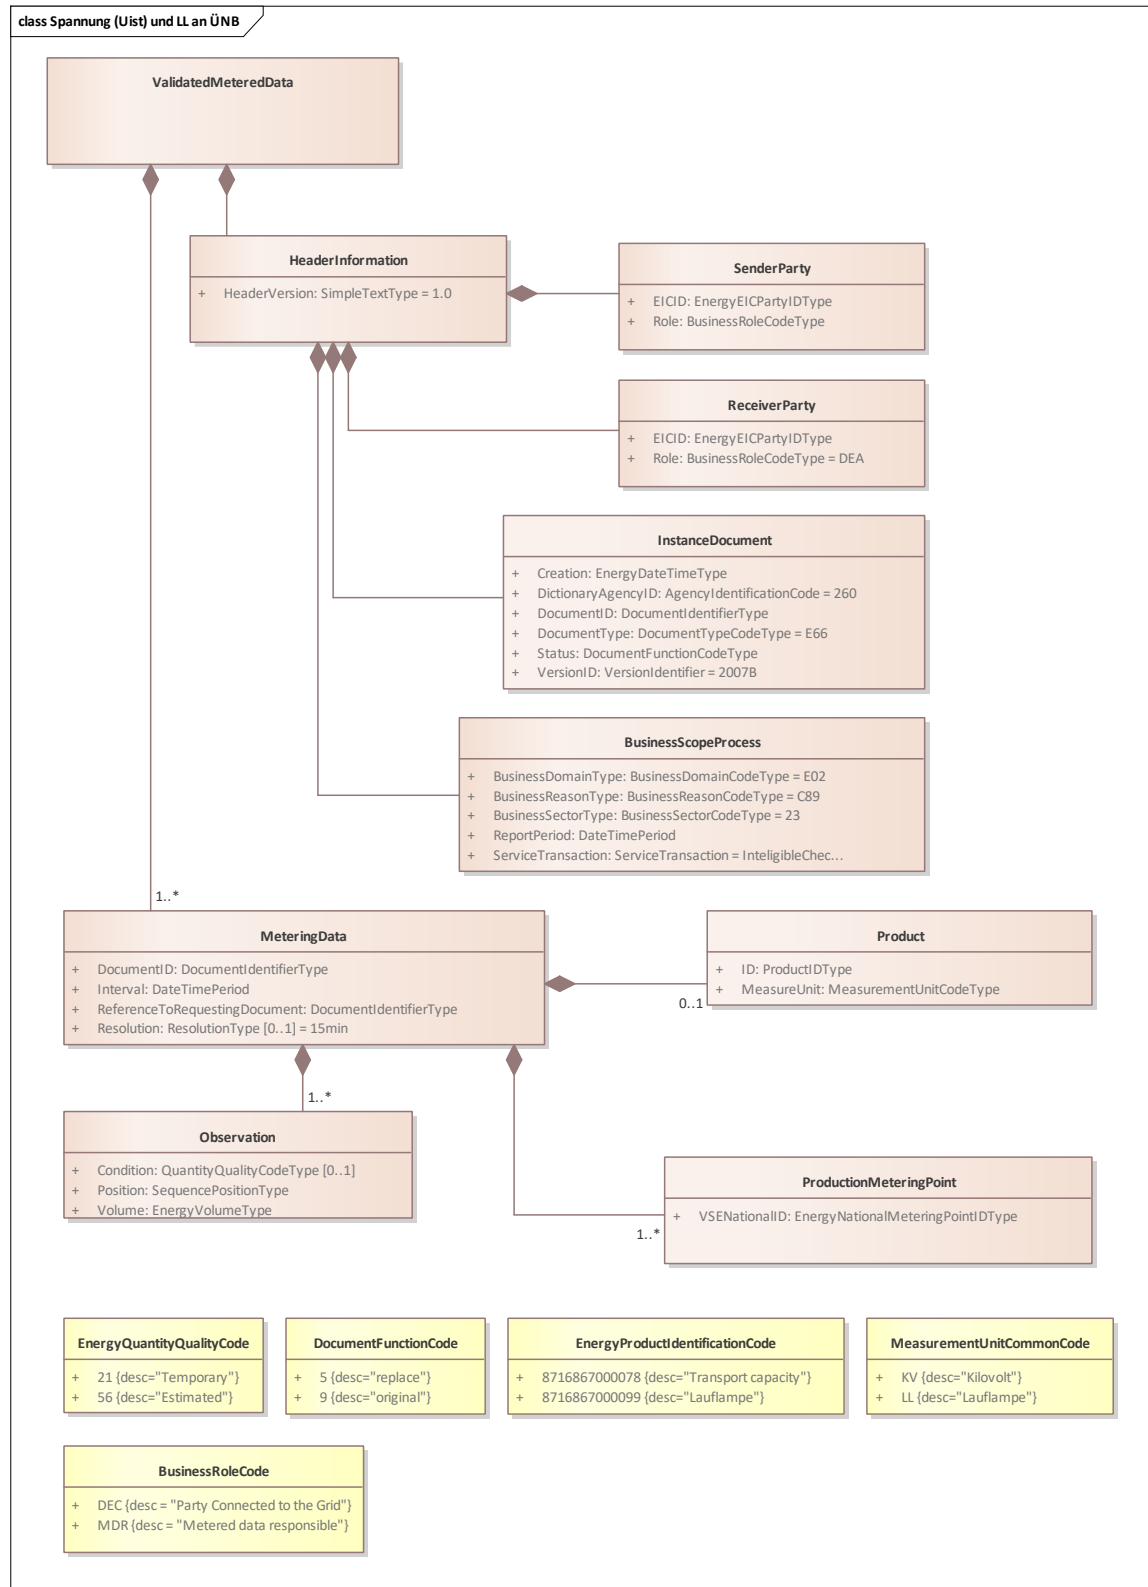 class Spannung (Uist) und LL an ÜNB
ValidatedMeteredData
HeaderInformation
+ HeaderVersion: SimpleTextType = 1.0
SenderParty
+ EICID: EnergyEICPartyIDType
+ Role: BusinessRoleCodeType
ReceiverParty
+ EICID: EnergyEICPartyIDType
+ Role: BusinessRoleCodeType = DEA
InstanceDocument
+ Creation: EnergyDateTimeType
+ DictionaryAgencyID: AgencyIdentificationCode = 260
+ DocumentID: DocumentIdentifierType
+ DocumentType: DocumentTypeCodeType = E66
+ Status: DocumentFunctionCodeType
+ VersionID: VersionIdentifier = 2007B
BusinessScopeProcess
+ BusinessDomainType: BusinessDomainCodeType = E02
+ BusinessReasonType: BusinessReasonCodeType = C89
+ BusinessSectorType: BusinessSectorCodeType = 23
+ ReportPeriod: DateTimePeriod
+ ServiceTransaction: ServiceTransaction = InteligibleChec...
1..*
MeteringData
+ DocumentID: DocumentIdentifierType
+ Interval: DateTimePeriod
+ ReferenceToRequestingDocument: DocumentIdentifierType
+ Resolution: ResolutionType [0..1] = 15min
Product
+ ID: ProductIDType
+ MeasureUnit: MeasurementUnitCodeType
0..1
1..*
Observation
+ Condition: QuantityQualityCodeType [0..1]
+ Position: SequencePositionType
+ Volume: EnergyVolumeType
ProductionMeteringPoint
+ VSENationalID: EnergyNationalMeteringPointIDType
1..*
EnergyQuantityQualityCode
+ 21 {desc="Temporary"}
+ 56 {desc="Estimated"}
DocumentFunctionCode
+ 5 {desc="replace"}
+ 9 {desc="original"}
EnergyProductIdentificationCode
+ 8716867000078 {desc="Transport capacity"}
+ 8716867000099 {desc="Lauflampe"}
MeasurementUnitCommonCode
+ KV {desc="Kilovolt"}
+ LL {desc="Lauflampe"}
BusinessRoleCode
+ DEC {desc = "Party Connected to the Grid"}
+ MDR {desc = "Metered data responsible"}